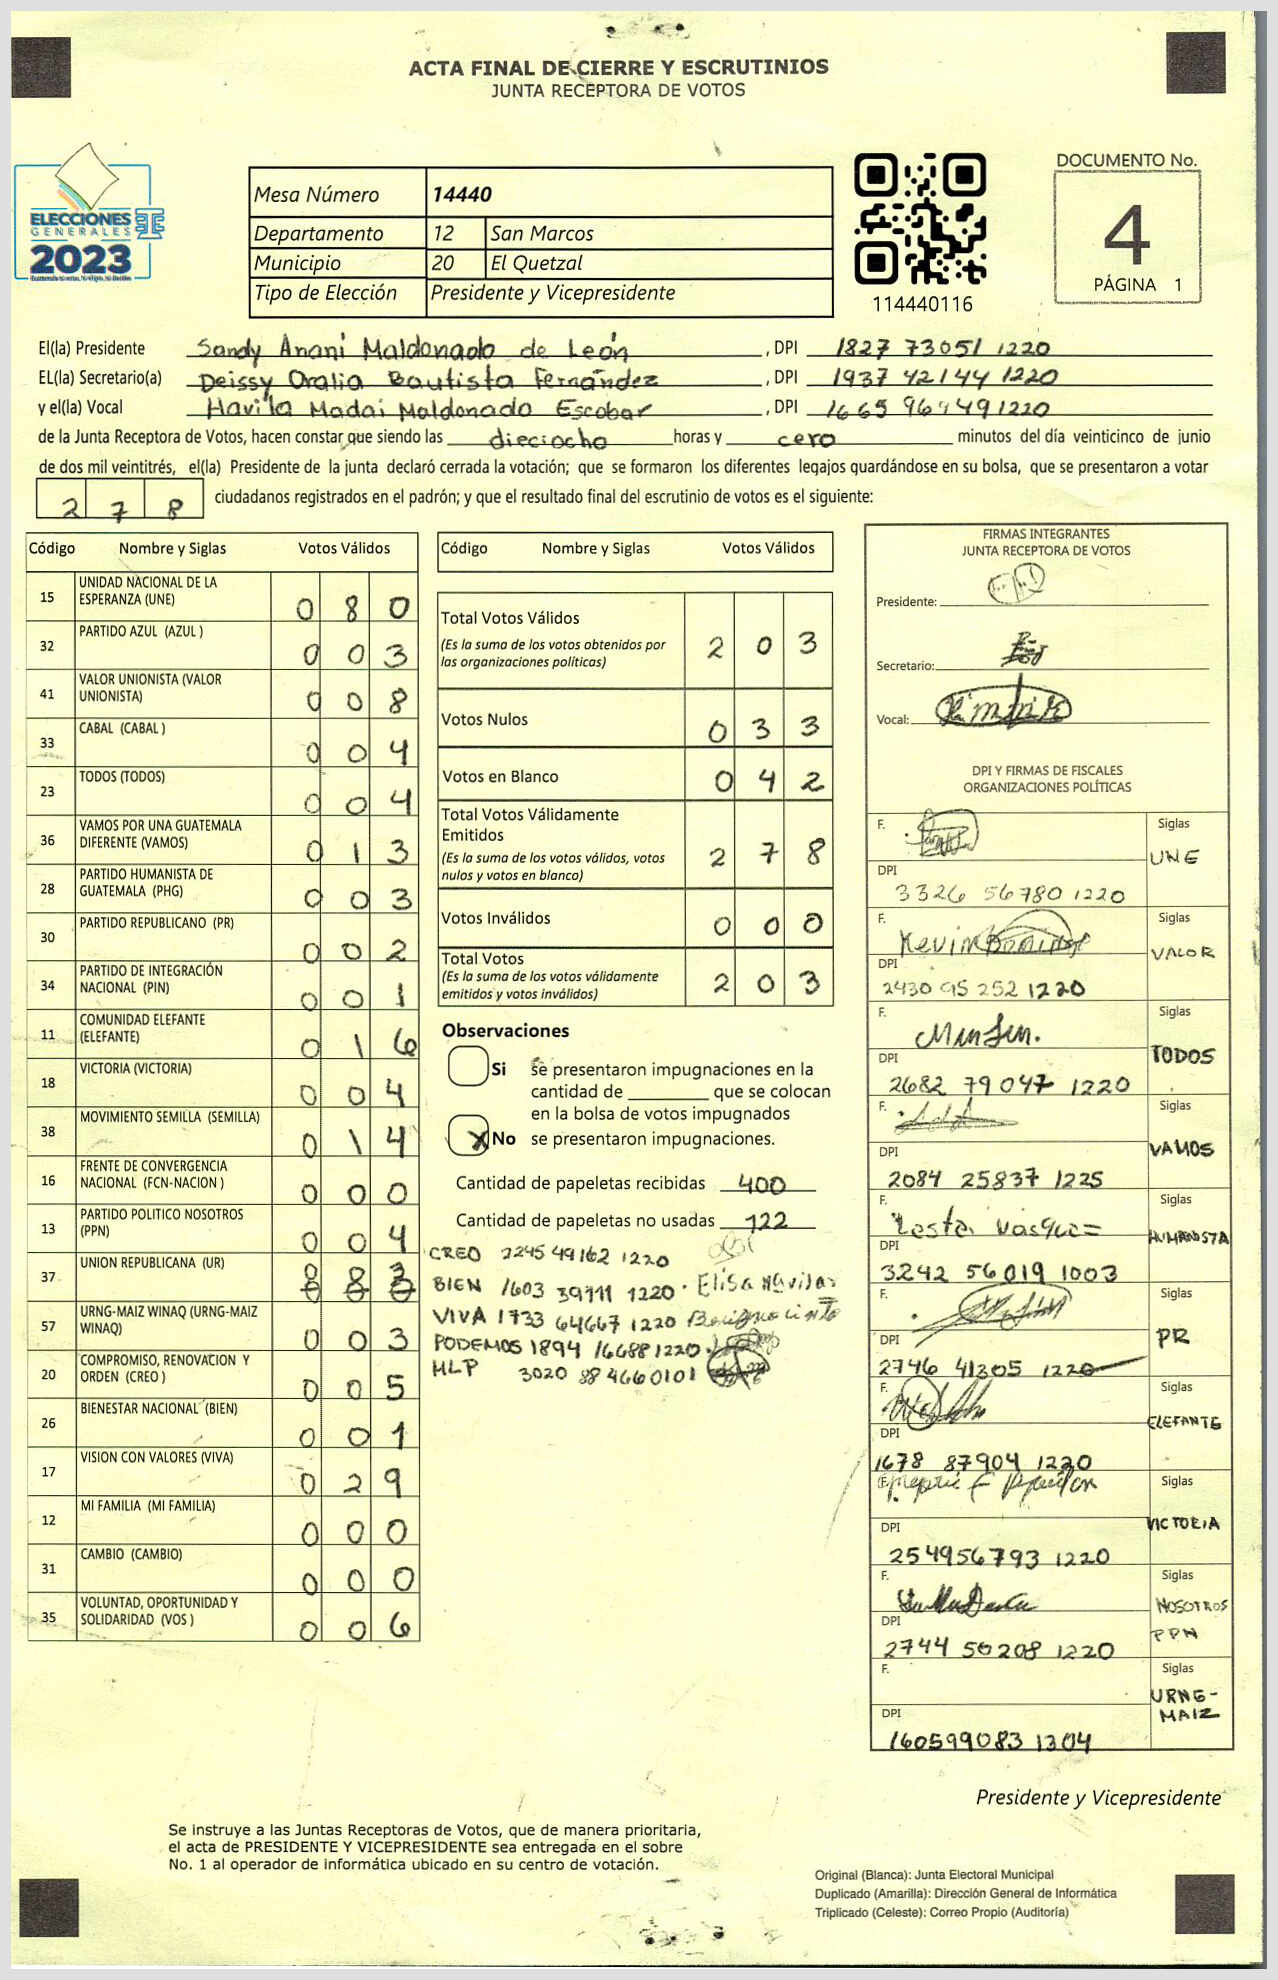 ACTA FINAL DE CIERRE Y ESCRUTINIOS
JUNTA RECEPTORA DE VOTOS
ELECCIONES
GENERALES
2023
Mesa Número 14440
Departamento 12 San Marcos
Municipio 20 El Quetzal
Tipo de Elección Presidente y Vicepresidente
114440116
DOCUMENTO No.
4
PÁGINA 1
El(la) Presidente Sandy Anani Maldonado de León , DPI 1827 73051 1220
EL(la) Secretario(a) Deissy Oralia Bautista Fernández , DPI 1937 42144 1220
y el(la) Vocal Havila Madai Maldonado Escobar , DPI 1665 96449 1220
de la Junta Receptora de Votos, hacen constar que siendo las dieciocho horas y cero minutos del día veinticinco de junio
de dos mil veintitrés, el(la) Presidente de la junta declaró cerrada la votación; que se formaron los diferentes legajos guardándose en su bolsa, que se presentaron a votar
2 7 8 ciudadanos registrados en el padrón; y que el resultado final del escrutinio de votos es el siguiente:
Código Nombre y Siglas Votos Válidos
15 UNIDAD NACIONAL DE LA ESPERANZA (UNE) 0 8 0
32 PARTIDO AZUL (AZUL ) 0 0 3
41 VALOR UNIONISTA (VALOR UNIONISTA) 0 0 8
33 CABAL (CABAL ) 0 0 4
23 TODOS (TODOS) 0 0 4
36 VAMOS POR UNA GUATEMALA DIFERENTE (VAMOS) 0 1 3
28 PARTIDO HUMANISTA DE GUATEMALA (PHG) 0 0 3
30 PARTIDO REPUBLICANO (PR) 0 0 2
34 PARTIDO DE INTEGRACIÓN NACIONAL (PIN) 0 0 1
11 COMUNIDAD ELEFANTE (ELEFANTE) 0 1 6
18 VICTORIA (VICTORIA) 0 0 4
38 MOVIMIENTO SEMILLA (SEMILLA) 0 1 4
16 FRENTE DE CONVERGENCIA NACIONAL (FCN-NACION ) 0 0 0
13 PARTIDO POLITICO NOSOTROS (PPN) 0 0 4
37 UNION REPUBLICANA (UR)
57 URNG-MAIZ WINAQ (URNG-MAIZ WINAQ) 0 0 3
20 COMPROMISO, RENOVACION Y ORDEN (CREO ) 0 0 5
26 BIENESTAR NACIONAL (BIEN) 0 0 1
17 VISION CON VALORES (VIVA) 0 2 9
12 MI FAMILIA (MI FAMILIA) 0 0 0
31 CAMBIO (CAMBIO) 0 0 0
35 VOLUNTAD, OPORTUNIDAD Y SOLIDARIDAD (VOS ) 0 0 6
Código Nombre y Siglas Votos Válidos
Total Votos Válidos 2 0 3
(Es la suma de los votos obtenidos por
las organizaciones políticas)
Votos Nulos 0 3 3
Votos en Blanco 0 4 2
Total Votos Válidamente
Emitidos 2 7 8
(Es la suma de los votos válidos, votos
nulos y votos en blanco)
Votos Inválidos 0 0 0
Total Votos 2 0 3
(Es la suma de los votos válidamente
emitidos y votos inválidos)
Observaciones
Si se presentaron impugnaciones en la
cantidad de ________ que se colocan
en la bolsa de votos impugnados
X No se presentaron impugnaciones.
Cantidad de papeletas recibidas 400
Cantidad de papeletas no usadas 122
CREO 2245 49162 1220
BIEN 1603 39111 1220 Elisa
VIVA 1733 64667 1220
PODEMOS 1894 16688 1220
MLP 3020 88466 0101
FIRMAS INTEGRANTES
JUNTA RECEPTORA DE VOTOS
Presidente:
Secretario:
Vocal:
DPI Y FIRMAS DE FISCALES
ORGANIZACIONES POLÍTICAS
F. Siglas UNE
DPI 3326 56780 1220
F. Kevin Siglas VALOR
DPI 2430 95 252 1220
F. Siglas TODOS
DPI 2682 79 047 1220
F. Siglas VAMOS
DPI 2084 25837 1225
F. Siglas HUMANISTA
DPI 3242 56019 1003
F. Siglas PR
DPI 2746 41305 1220
F. Siglas ELEFANTE
DPI 1678 87904 1220
F. Siglas VICTORIA
DPI 254956793 1220
F. Siglas NOSOTROS PPN
DPI 2744 50208 1220
F. Siglas URNG-MAIZ
DPI 160599083 1304
Presidente y Vicepresidente
Se instruye a las Juntas Receptoras de Votos, que de manera prioritaria,
el acta de PRESIDENTE Y VICEPRESIDENTE sea entregada en el sobre
No. 1 al operador de informática ubicado en su centro de votación.
Original (Blanca): Junta Electoral Municipal
Duplicado (Amarilla): Dirección General de Informática
Triplicado (Celeste): Correo Propio (Auditoría)